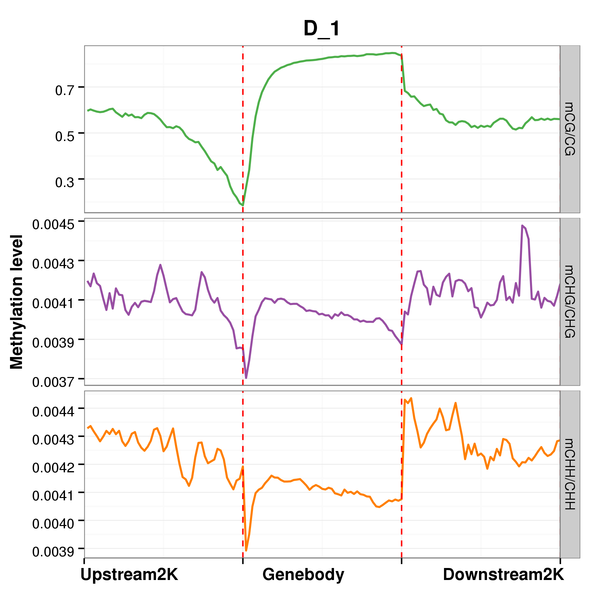 D_1
Methylation level
0.7
0.5
0.3
mCG/CG
0.0045
0.0043
0.0041
0.0039
0.0037
mCHG/CHG
0.0044
0.0043
0.0042
0.0041
0.0040
0.0039
mCHH/CHH
Upstream2K Genebody Downstream2K